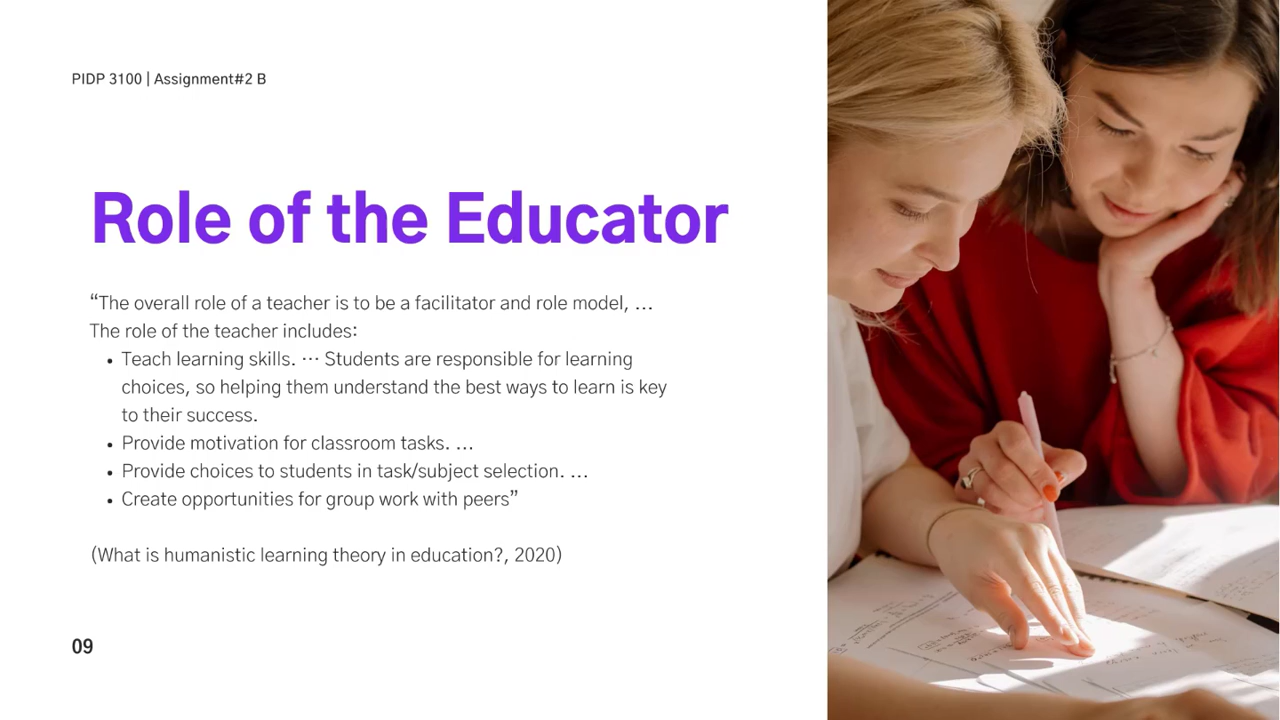 PIDP 3100 | Assignment#2 B
Role of the Educator
“The overall role of a teacher is to be a facilitator and role model, …
The role of the teacher includes:
• Teach learning skills. ⋯ Students are responsible for learning
choices, so helping them understand the best ways to learn is key
to their success.
• Provide motivation for classroom tasks. …
• Provide choices to students in task/subject selection. …
• Create opportunities for group work with peers”
(What is humanistic learning theory in education?, 2020)
09